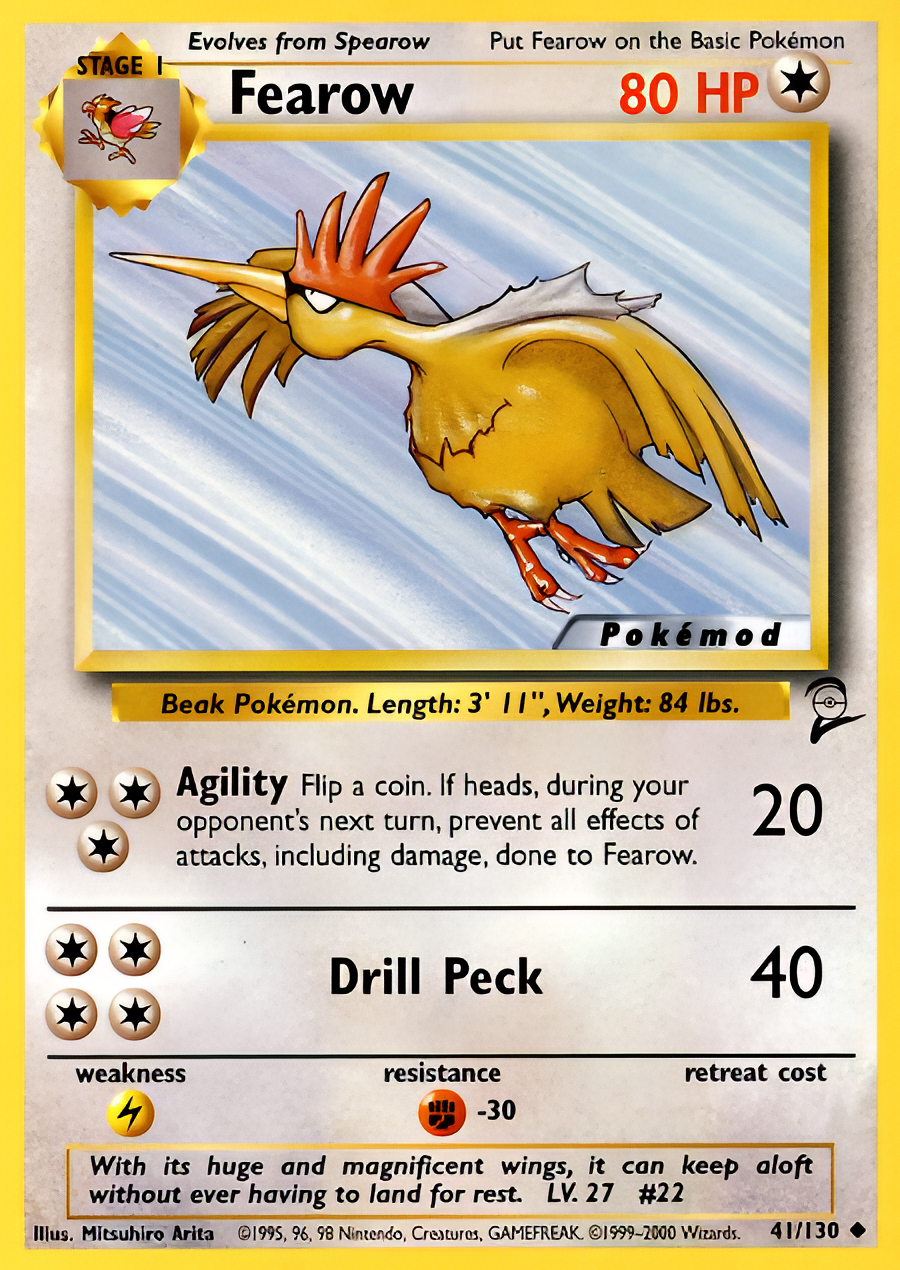 Evolves from Spearow
Put Fearow on the Basic Pokémon
STAGE 1
Fearow
80 HP
Pokémod
Beak Pokémon. Length: 3' 11", Weight: 84 lbs.
Agility Flip a coin. If heads, during your
opponent's next turn, prevent all effects of
attacks, including damage, done to Fearow.
20
Drill Peck
40
weakness
resistance
retreat cost
-30
With its huge and magnificent wings, it can keep aloft
without ever having to land for rest. LV. 27 #22
Illus. Mitsuhiro Arita
©1995, 96, 98 Nintendo, Creatures, GAMEFREAK. ©1999-2000 Wizards.
41/130